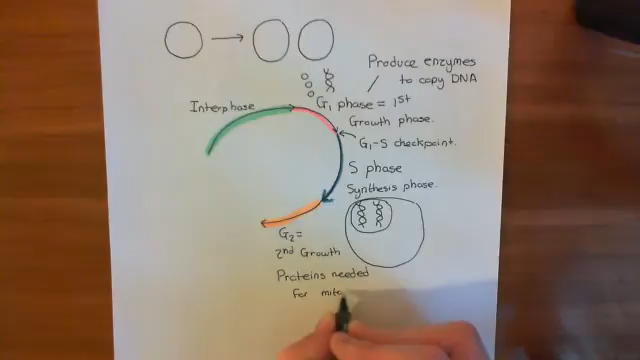 Produce enzymes
to copy DNA
Interphase
G₁ phase = 1st
Growth phase.
G₁-S checkpoint.
S phase
Synthesis phase.
G₂ =
2nd Growth
Proteins needed
for mito